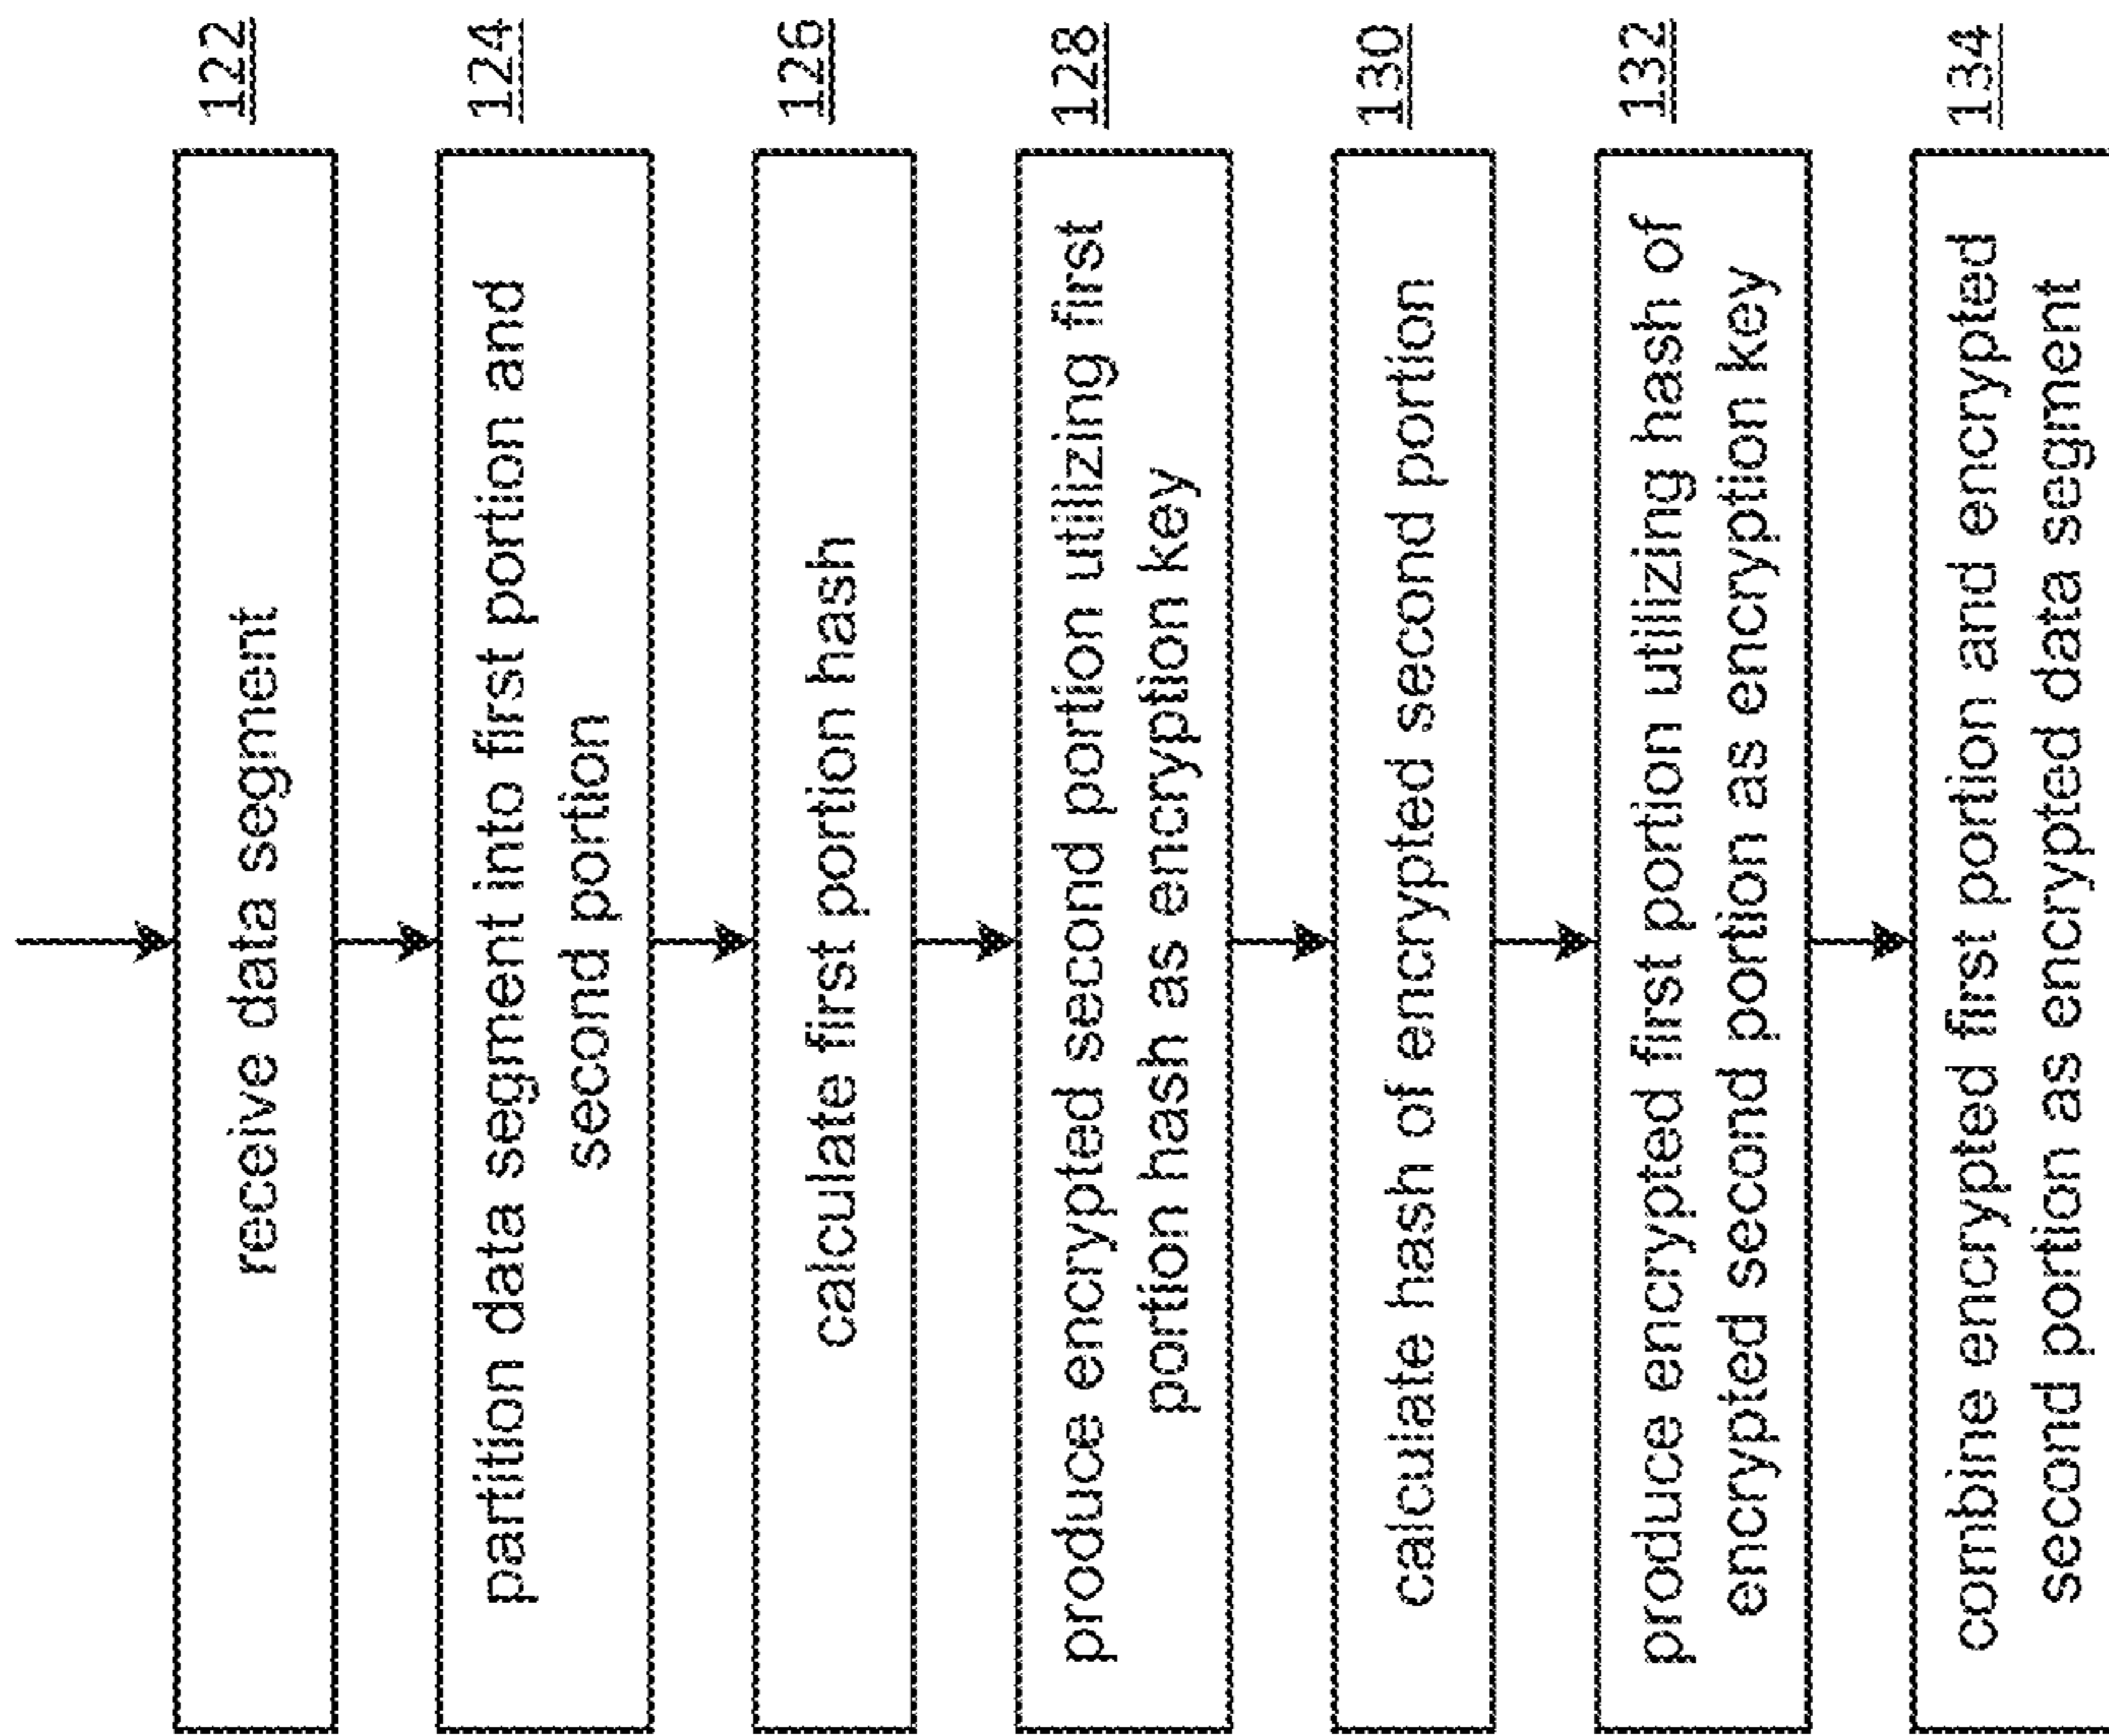 receive data segment
122
partition data segment into first portion and
second portion
124
calculate first portion hash
126
produce encrypted second portion utilizing first
portion hash as encryption key
128
calculate hash of encrypted second portion
130
produce encrypted first portion utilizing hash of
encrypted second portion as encryption key
132
combine encrypted first portion and encrypted
second portion as encrypted data segment
134